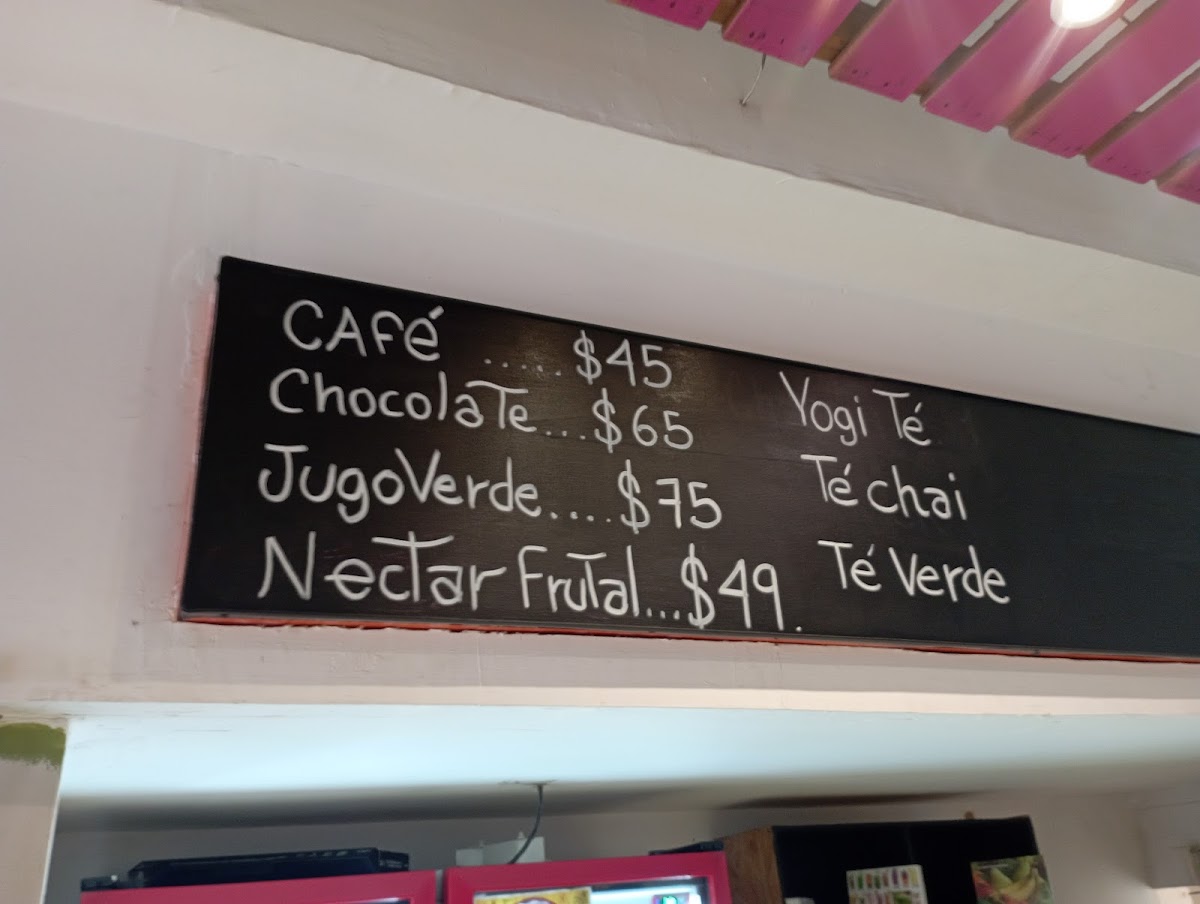 CAFé ..... $45
ChocolaTe...$65
JugoVerde....$75
Nectar FruTal...$49.
Yogi Té
Té chai
Té Verde